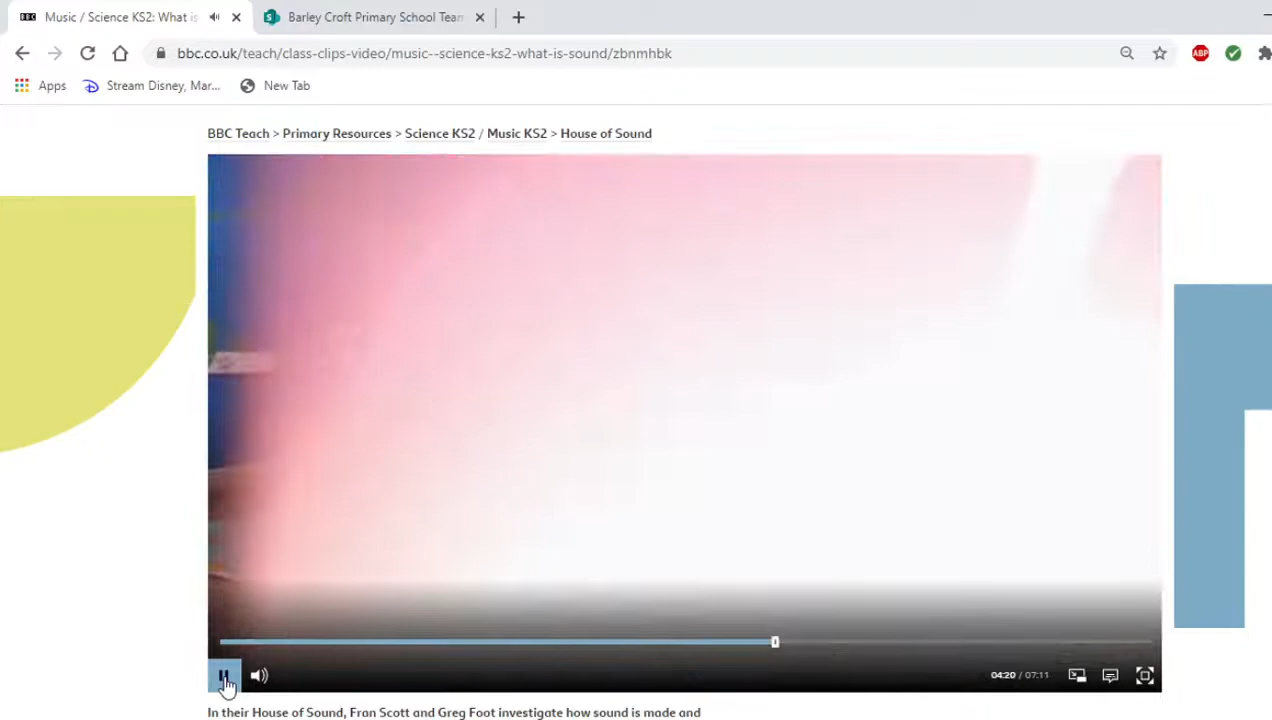 BBC Music / Science KS2: What is
S Barley Croft Primary School Team
bbc.co.uk/teach/class-clips-video/music--science-ks2-what-is-sound/zbnmhbk
ABP
Apps Stream Disney, Mar... New Tab
BBC Teach > Primary Resources > Science KS2 / Music KS2 > House of Sound
04:20 / 07:11
In their House of Sound, Fran Scott and Greg Foot investigate how sound is made and